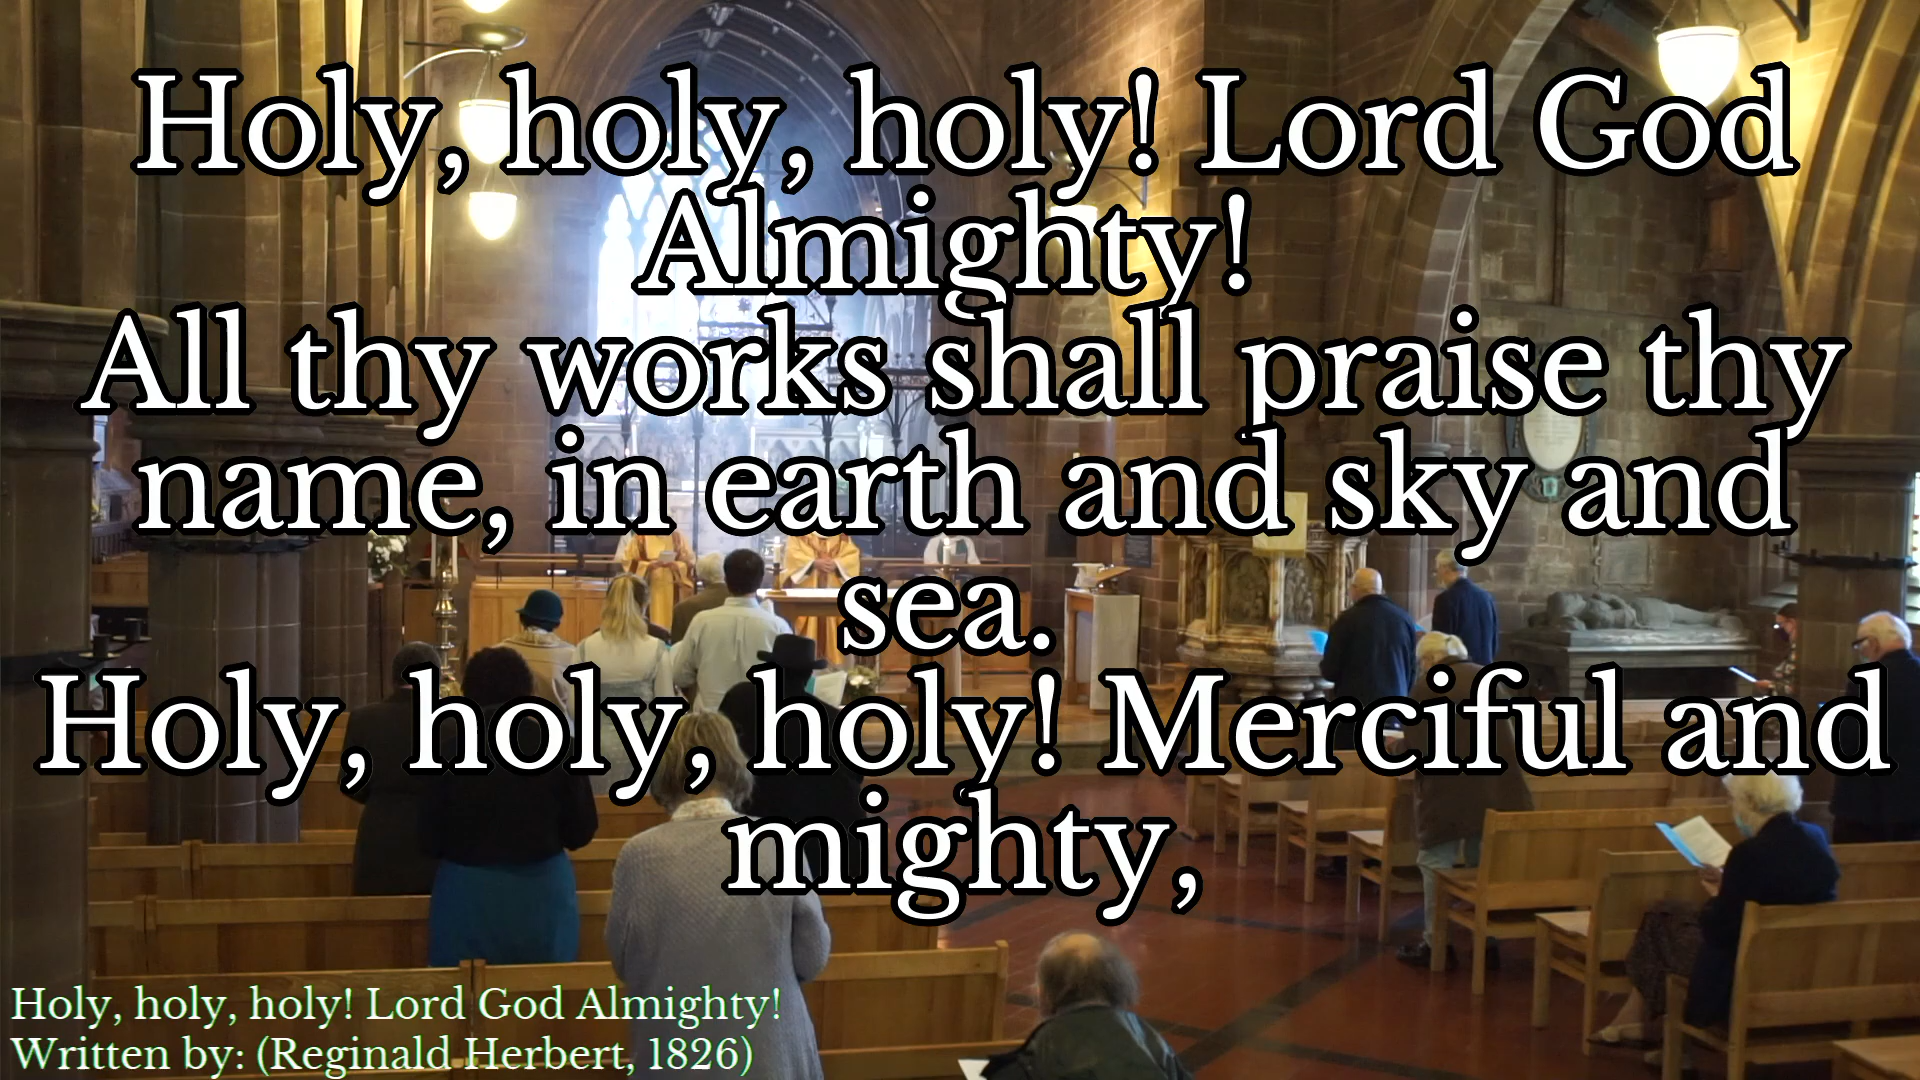 Holy, holy, holy! Lord God
Almighty!
All thy works shall praise thy
name, in earth and sky and
sea.
Holy, holy, holy! Merciful and
mighty,
Holy, holy, holy! Lord God Almighty!
Written by: (Reginald Herbert, 1826)